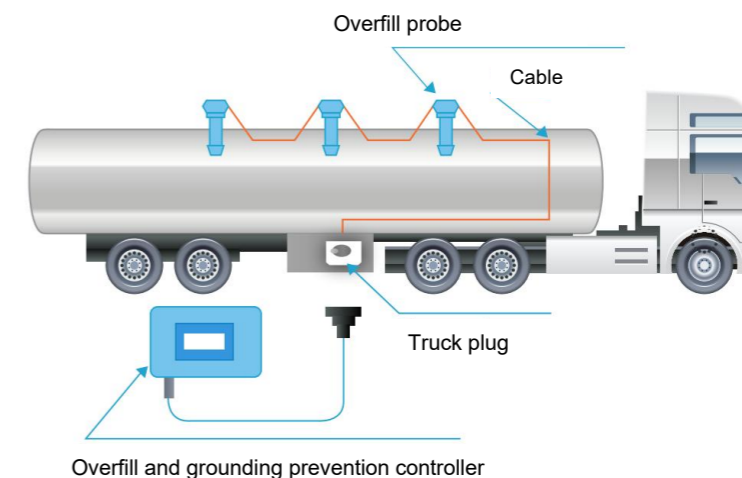 Overfill probe
Cable
Truck plug
Overfill and grounding prevention controller